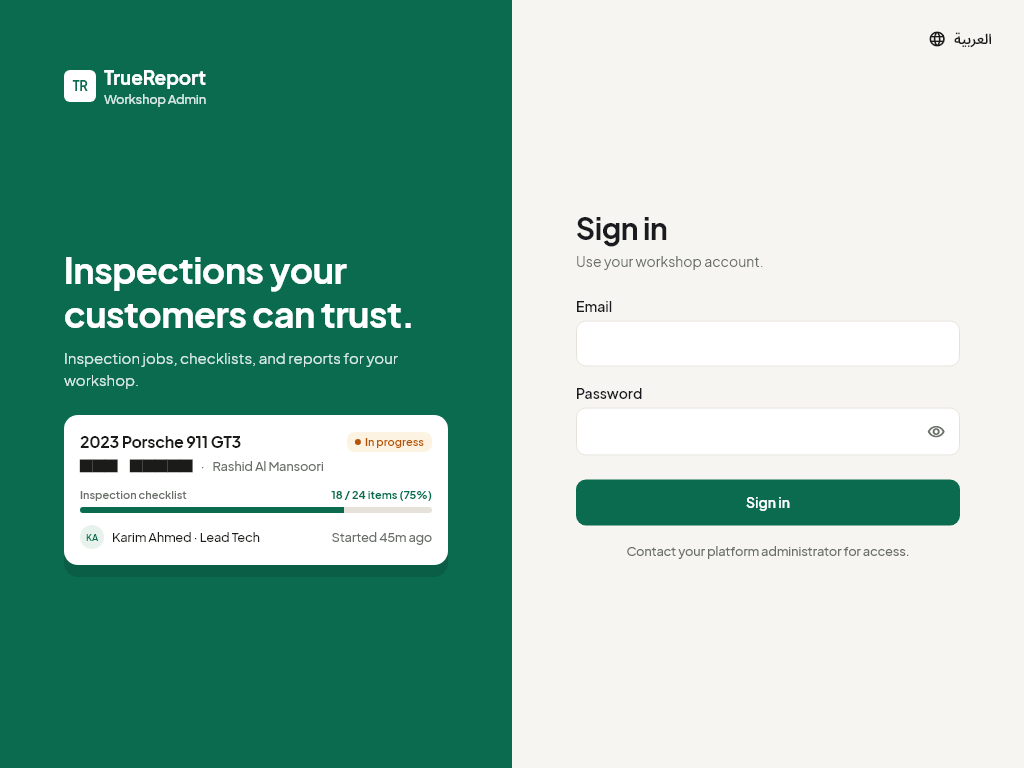 TR
TrueReport
Workshop Admin
Inspections your
customers can trust.
Inspection jobs, checklists, and reports for your
workshop.
2023 Porsche 911 GT3
In progress
· Rashid Al Mansoori
Inspection checklist
18 / 24 items (75%)
KA
Karim Ahmed · Lead Tech
Started 45m ago
العربية
Sign in
Use your workshop account.
Email
Password
Sign in
Contact your platform administrator for access.